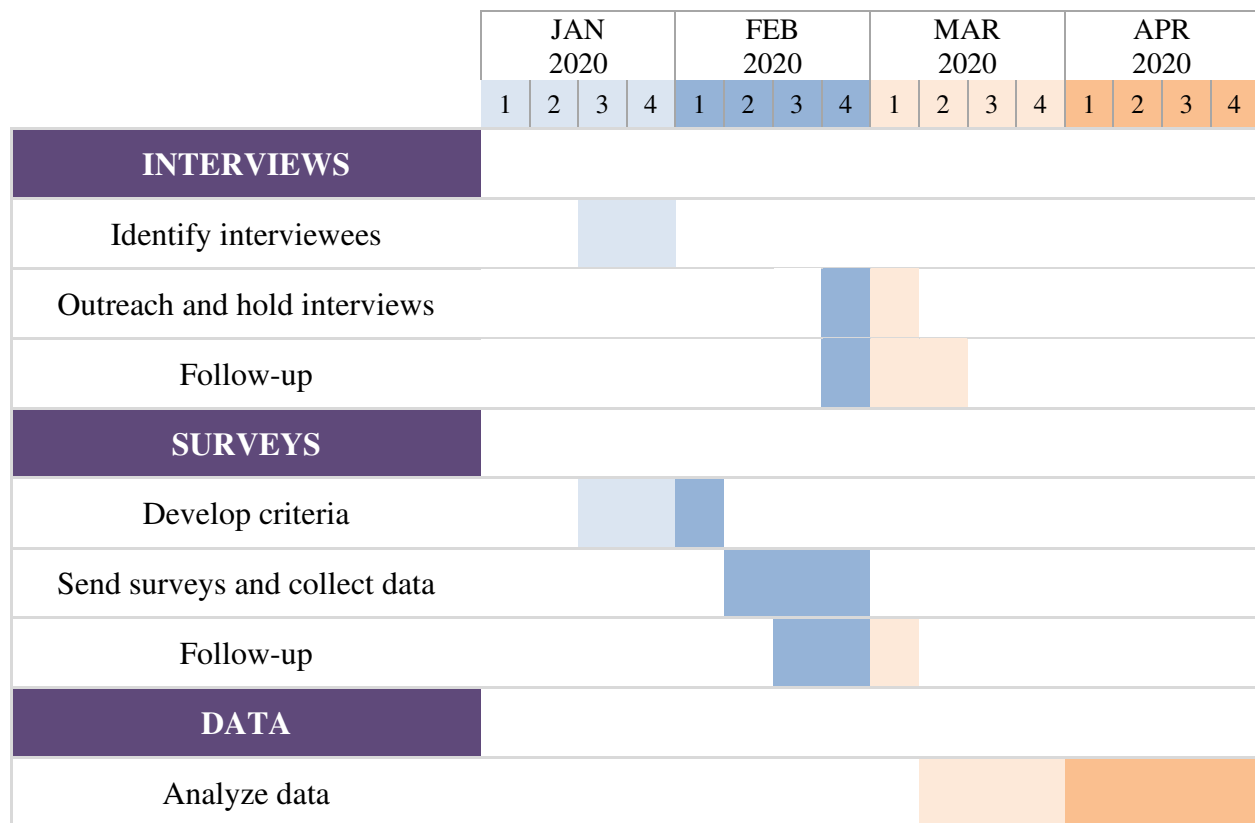 JAN FEB MAR APR
2020 2020 2020 2020
1 2 3 4 1 2 3 4 1 2 3 4 1 2 3 4
INTERVIEWS
Identify interviewees
Outreach and hold interviews
Follow-up
SURVEYS
Develop criteria
Send surveys and collect data
Follow-up
DATA
Analyze data